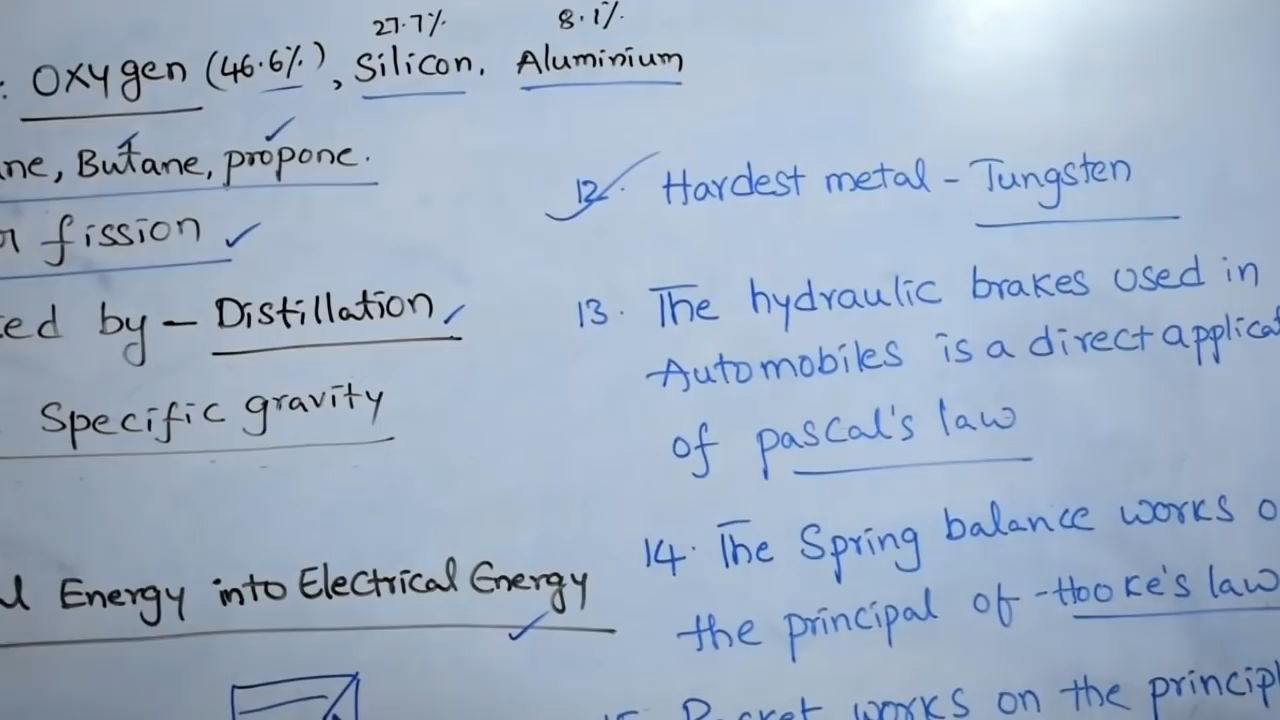 27.7% 8.1%
: Oxygen (46.6%), Silicon, Aluminium
ne, Butane, propone.
fission
ed by - Distillation
Specific gravity
Energy into Electrical Energy
12. Hardest metal - Tungsten
13. The hydraulic brakes used in
Automobiles is a direct applicat
of pascal's law
14. The Spring balance works o
the principal of - Hooke's law
works on the princip